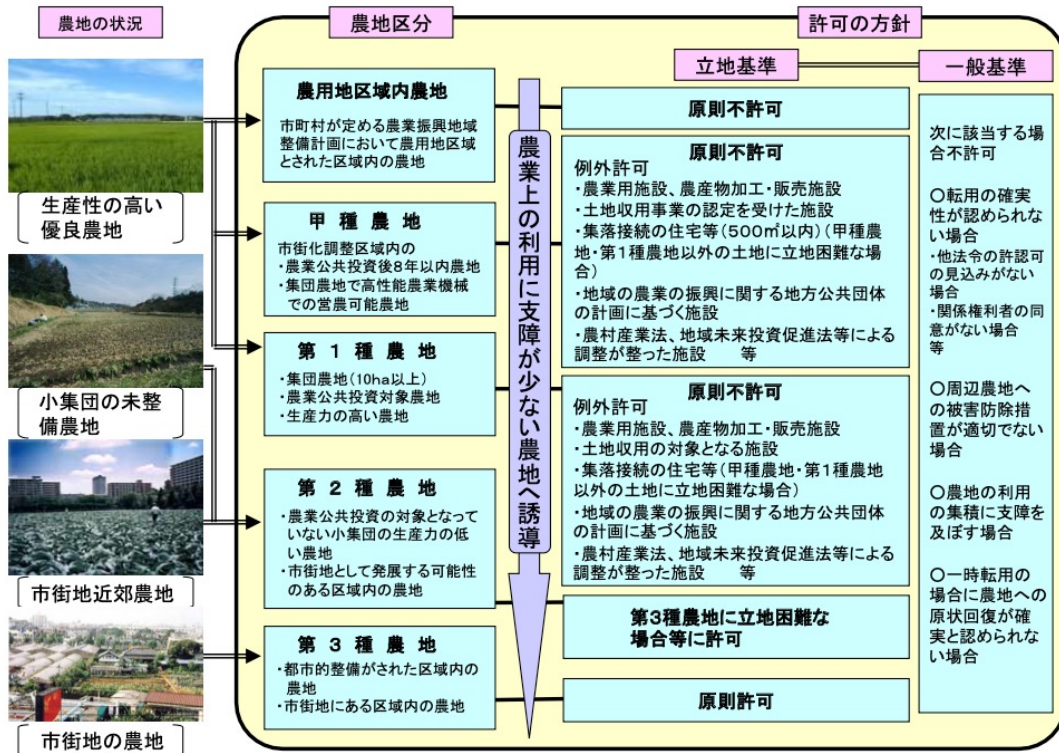 農地の状況
生産性の高い
優良農地
小集団の未整
備農地
市街地近郊農地
市街地の農地
農地区分
農用地区域内農地
市町村が定める農業振興地域
整備計画において農用地区域
とされた区域内の農地
甲 種 農 地
市街化調整区域内の
・農業公共投資後8年以内農地
・集団農地で高性能農業機械
での営農可能農地
第 1 種 農 地
・集団農地(10ha以上)
・農業公共投資対象農地
・生産力の高い農地
第 2 種 農 地
・農業公共投資の対象となって
いない小集団の生産力の低
い農地
・市街地として発展する可能性
のある区域内の農地
第 3 種 農 地
・都市的整備がされた区域内の
農地
・市街地にある区域内の農地
農業上の利用に支障が少ない農地へ誘導
許可の方針
立地基準
原則不許可
原則不許可
例外許可
・農業用施設、農産物加工・販売施設
・土地収用事業の認定を受けた施設
・集落接続の住宅等(500㎡以内)(甲種農
地・第1種農地以外の土地に立地困難な場
合)
・地域の農業の振興に関する地方公共団体
の計画に基づく施設
・農村産業法、地域未来投資促進法等による
調整が整った施設 等
原則不許可
例外許可
・農業用施設、農産物加工・販売施設
・土地収用の対象となる施設
・集落接続の住宅等(甲種農地・第1種農地
以外の土地に立地困難な場合)
・地域の農業の振興に関する地方公共団体
の計画に基づく施設
・農村産業法、地域未来投資促進法等による
調整が整った施設 等
第3種農地に立地困難な
場合等に許可
原則許可
一般基準
次に該当する場
合不許可
〇転用の確実
性が認められな
い場合
・他法令の許認可
の見込みがない
場合
・関係権利者の同
意がない場合
等
〇周辺農地へ
の被害防除措
置が適切でない
場合
〇農地の利用
の集積に支障を
及ぼす場合
〇一時転用の
場合に農地への
原状回復が確
実と認められな
い場合